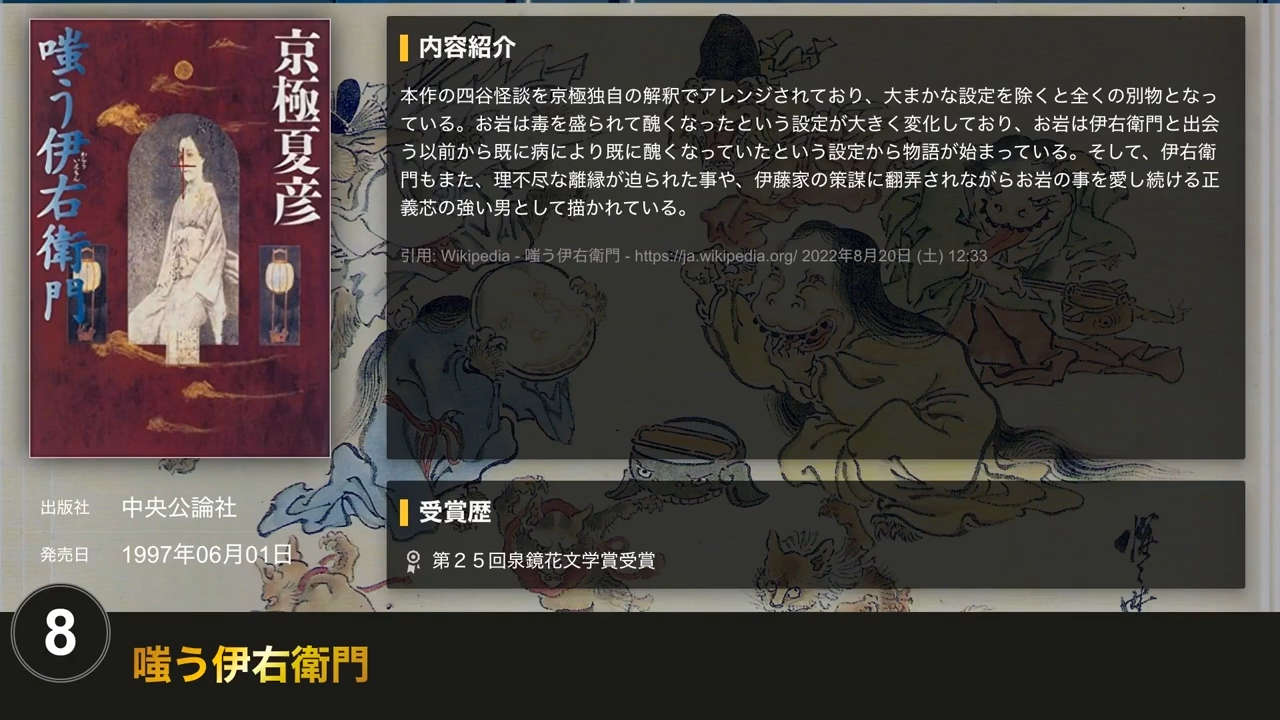 京極夏彦
嗤う伊右衛門
わらう
いえもん
内容紹介
本作の四谷怪談を京極独自の解釈でアレンジされており、大まかな設定を除くと全くの別物となっ
ている。お岩は毒を盛られて醜くなったという設定が大きく変化しており、お岩は伊右衛門と出会
う以前から既に病により既に醜くなっていたという設定から物語が始まっている。そして、伊右衛
門もまた、理不尽な離縁が迫られた事や、伊藤家の策謀に翻弄されながらお岩の事を愛し続ける正
義芯の強い男として描かれている。
引用: Wikipedia - 嗤う伊右衛門 - https://ja.wikipedia.org/ 2022年8月20日 (土) 12:33
出版社 中央公論社
発売日 1997年06月01日
受賞歴
第２５回泉鏡花文学賞受賞
8
嗤う伊右衛門